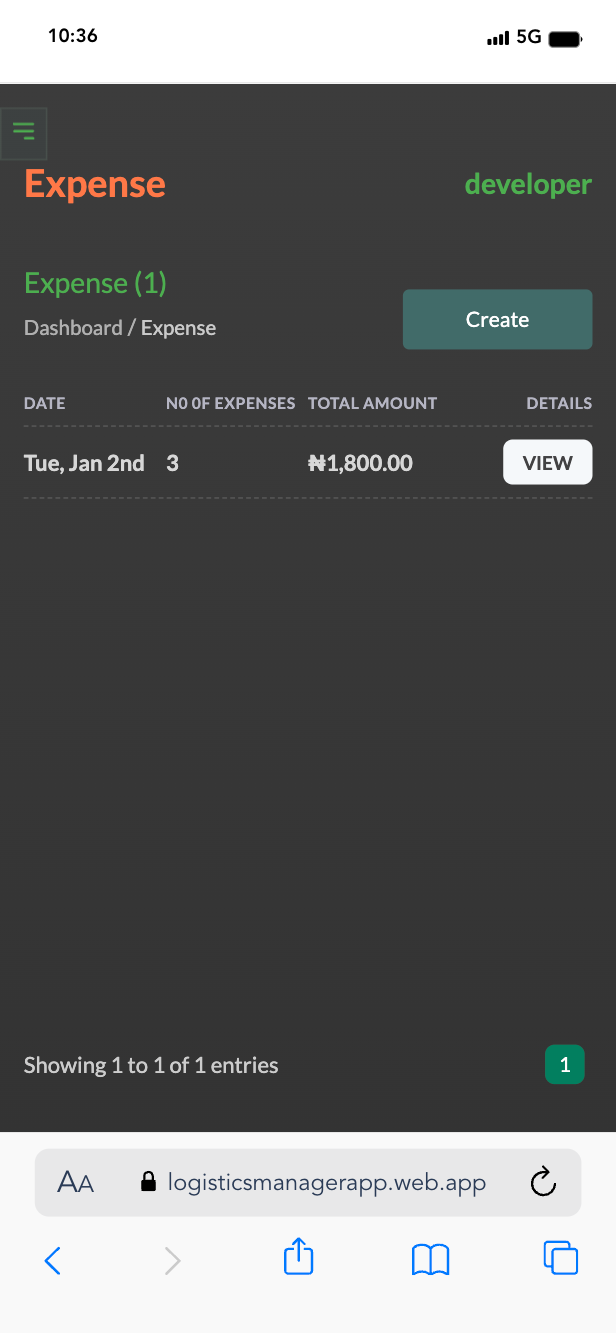 10:36 5G
Expense developer
Expense (1)
Dashboard / Expense
Create
DATE N0 0F EXPENSES TOTAL AMOUNT DETAILS
Tue, Jan 2nd 3 ₦1,800.00 VIEW
Showing 1 to 1 of 1 entries 1
AA logisticsmanagerapp.web.app